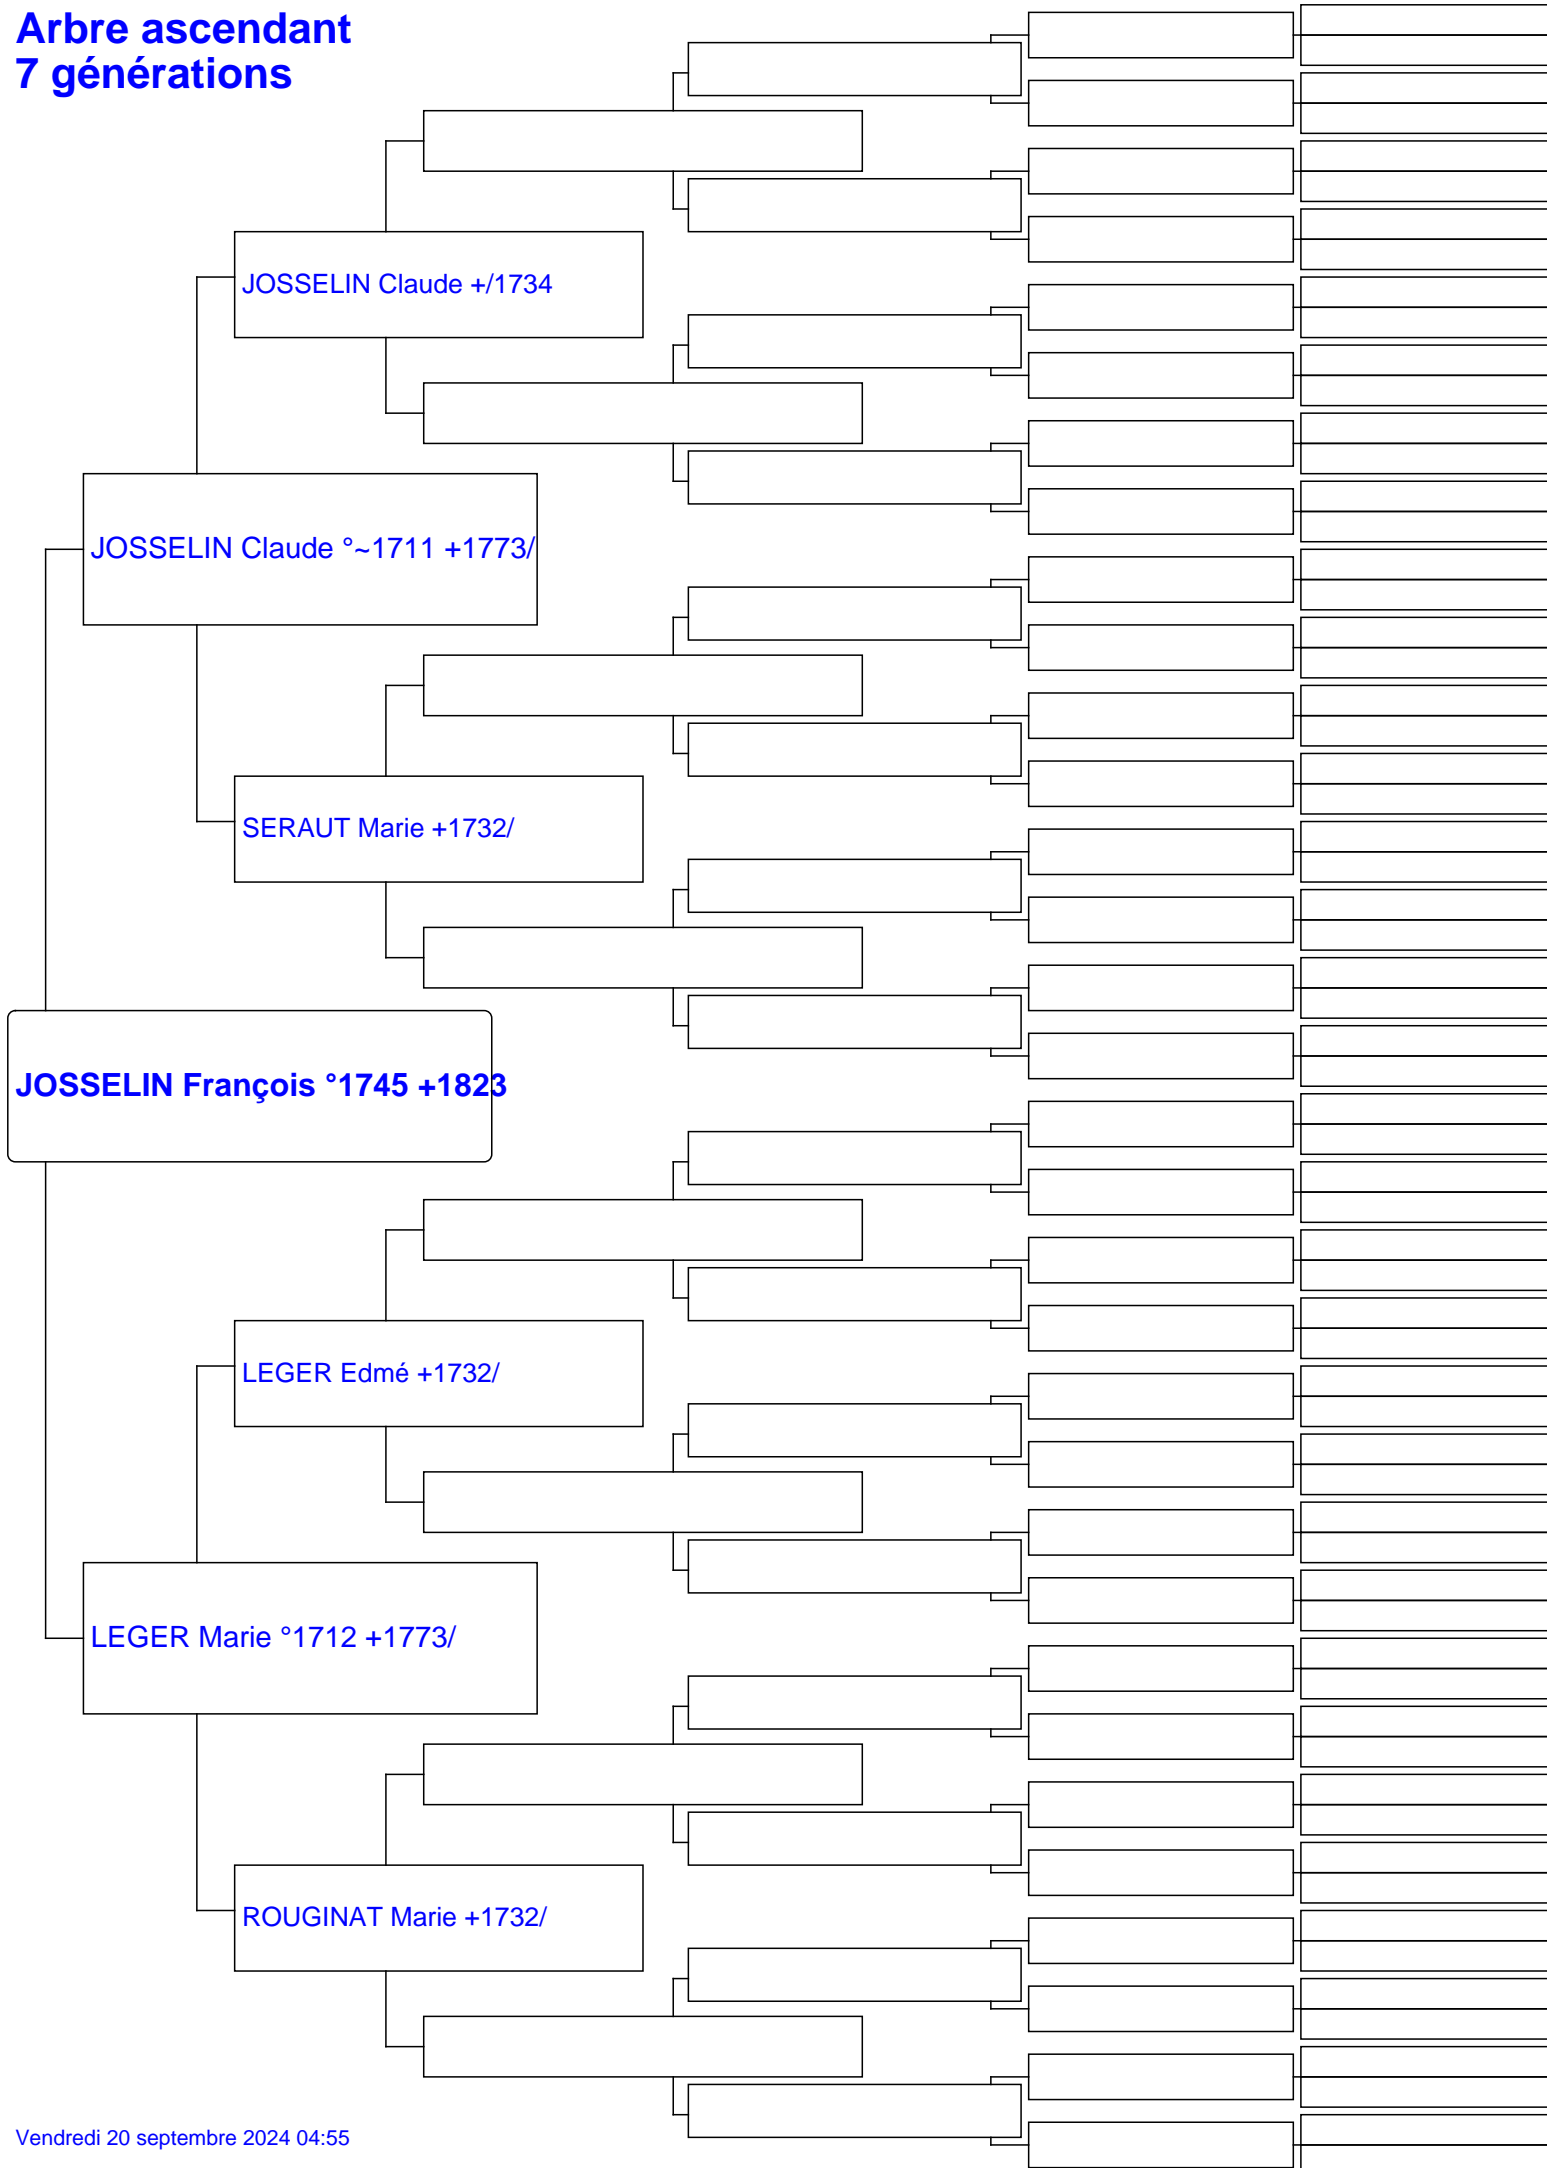 Arbre ascendant
7 générations
JOSSELIN Claude +/1734
JOSSELIN Claude °~1711 +1773/
SERAUT Marie +1732/
JOSSELIN François °1745 +1823
LEGER Edmé +1732/
LEGER Marie °1712 +1773/
ROUGINAT Marie +1732/
Vendredi 20 septembre 2024 04:55